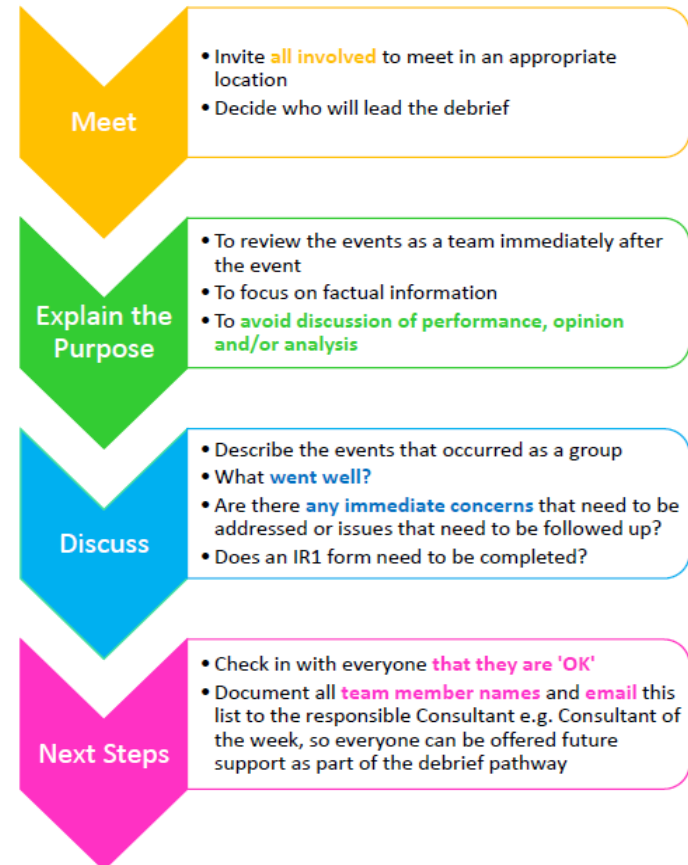 Meet
• Invite all involved to meet in an appropriate
location
• Decide who will lead the debrief
Explain the
Purpose
• To review the events as a team immediately after
the event
• To focus on factual information
• To avoid discussion of performance, opinion
and/or analysis
Discuss
• Describe the events that occurred as a group
• What went well?
• Are there any immediate concerns that need to be
addressed or issues that need to be followed up?
• Does an IR1 form need to be completed?
Next Steps
• Check in with everyone that they are 'OK'
• Document all team member names and email this
list to the responsible Consultant e.g. Consultant of
the week, so everyone can be offered future
support as part of the debrief pathway